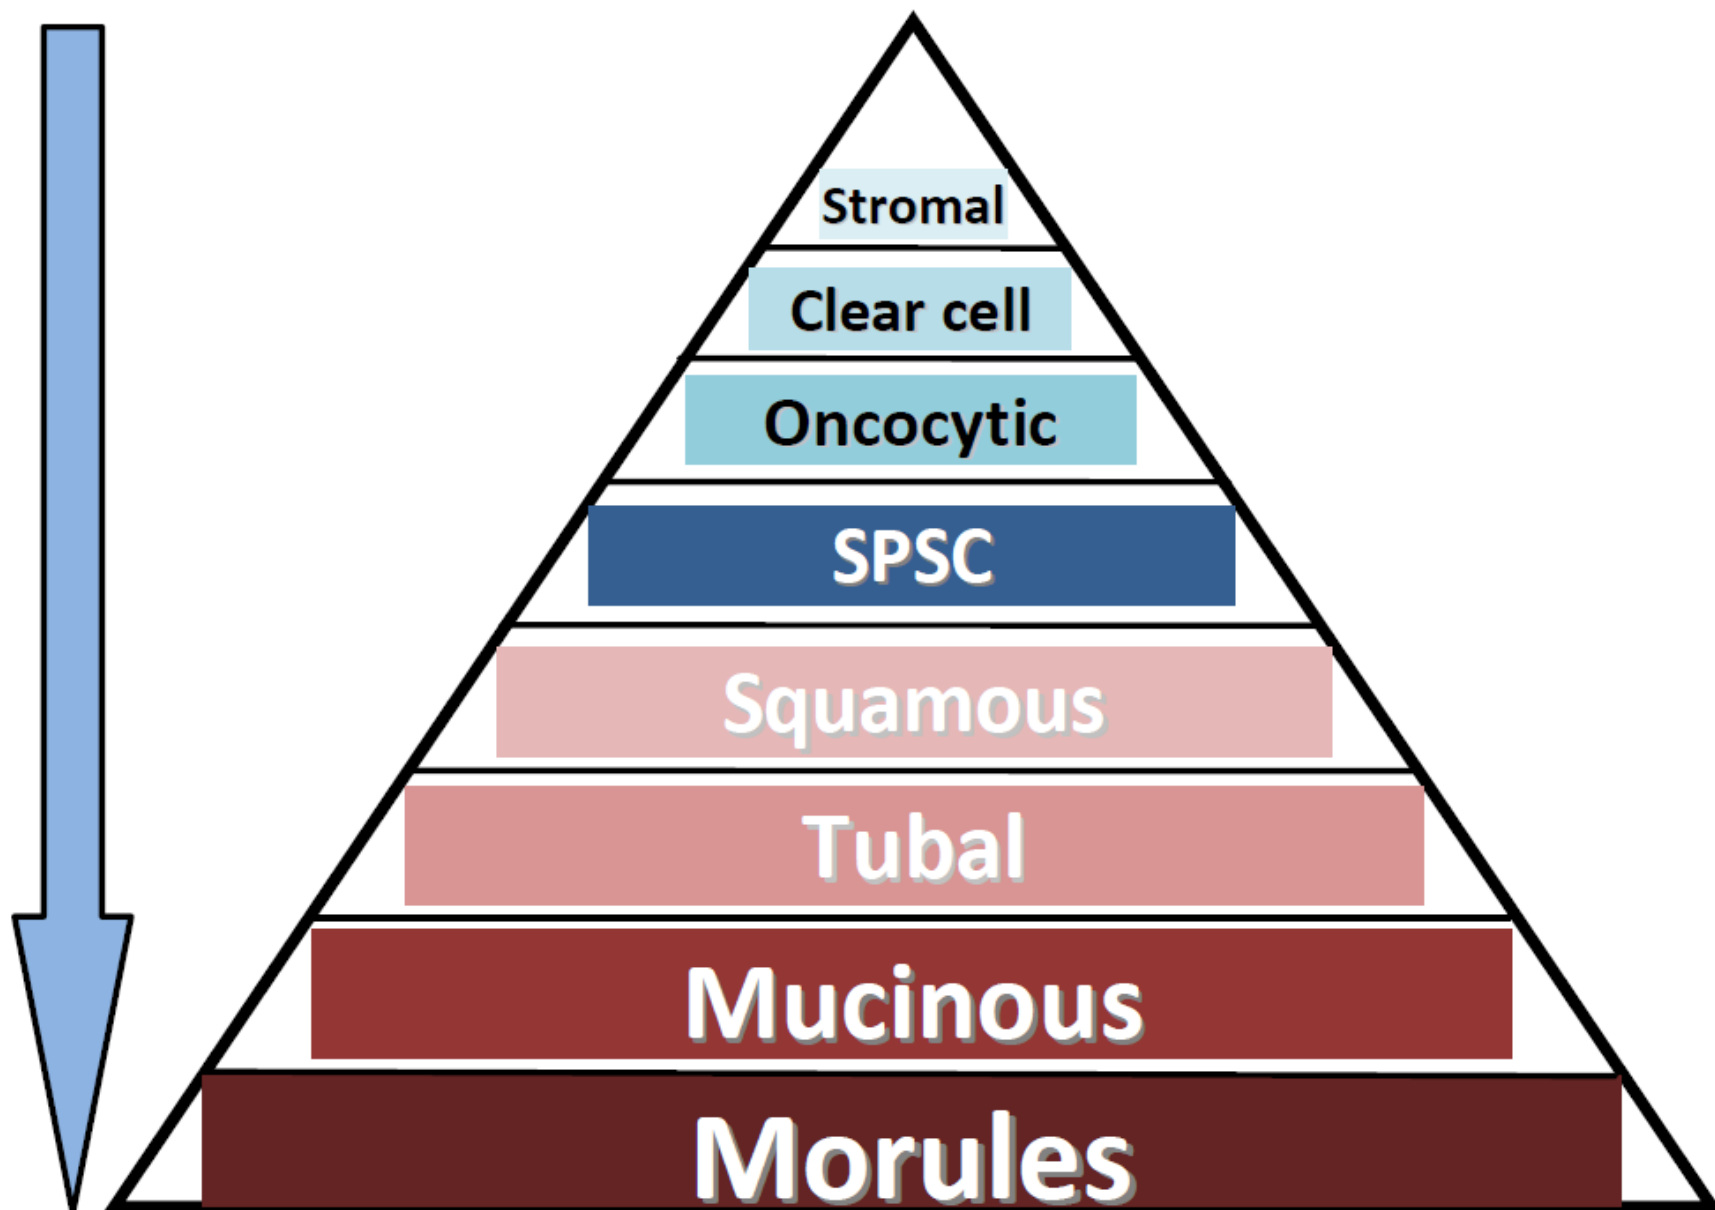 Stromal
Clear cell
Oncocytic
SPSC
Squamous
Tubal
Mucinous
Morules